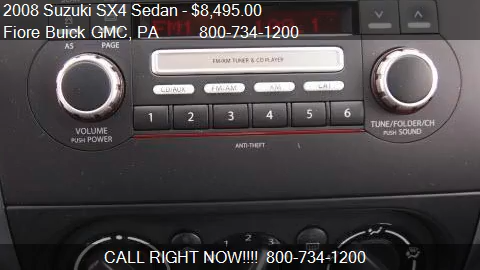 2008 Suzuki SX4 Sedan - $8,495.00
Fiore Buick GMC, PA 800-734-1200
AS PAGE
FM/AM TUNER & CD PLAYER
CD/AUX FM/AM XM CAT
1 2 3 4 5 6
VOLUME
PUSH POWER
TUNE/FOLDER/CH
PUSH SOUND
ANTI-THEFT
CALL RIGHT NOW!!!! 800-734-1200